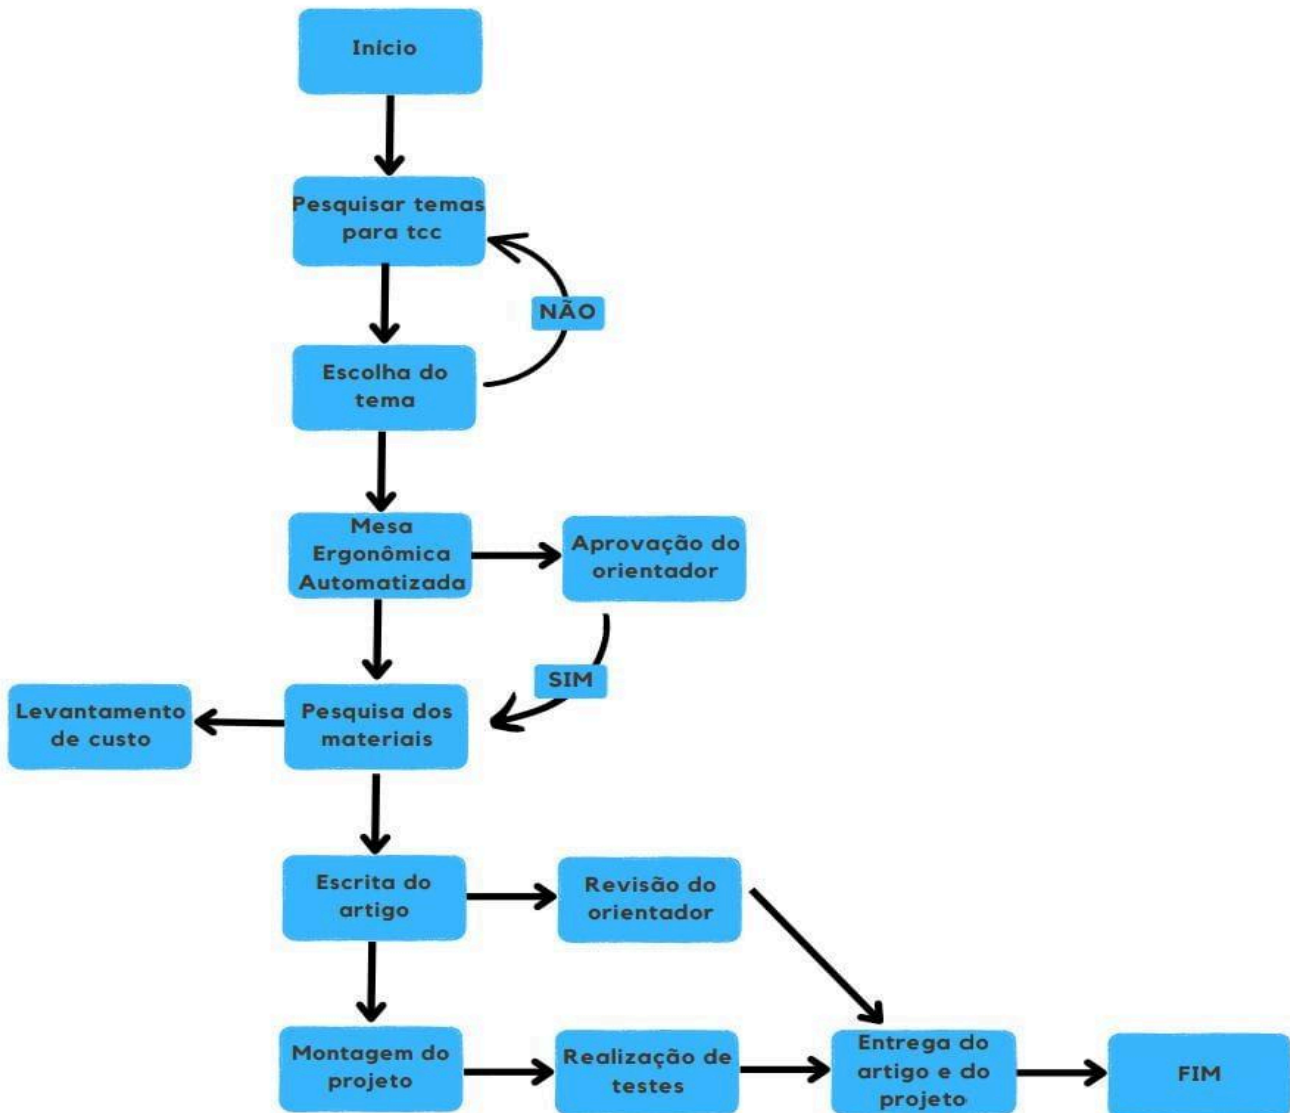 Início
Pesquisar temas
para tcc
NÃO
Escolha do
tema
Mesa
Ergonômica
Automatizada
Aprovação do
orientador
SIM
Levantamento
de custo
Pesquisa dos
materiais
Escrita do
artigo
Revisão do
orientador
Montagem do
projeto
Realização de
testes
Entrega do
artigo e do
projeto
FIM